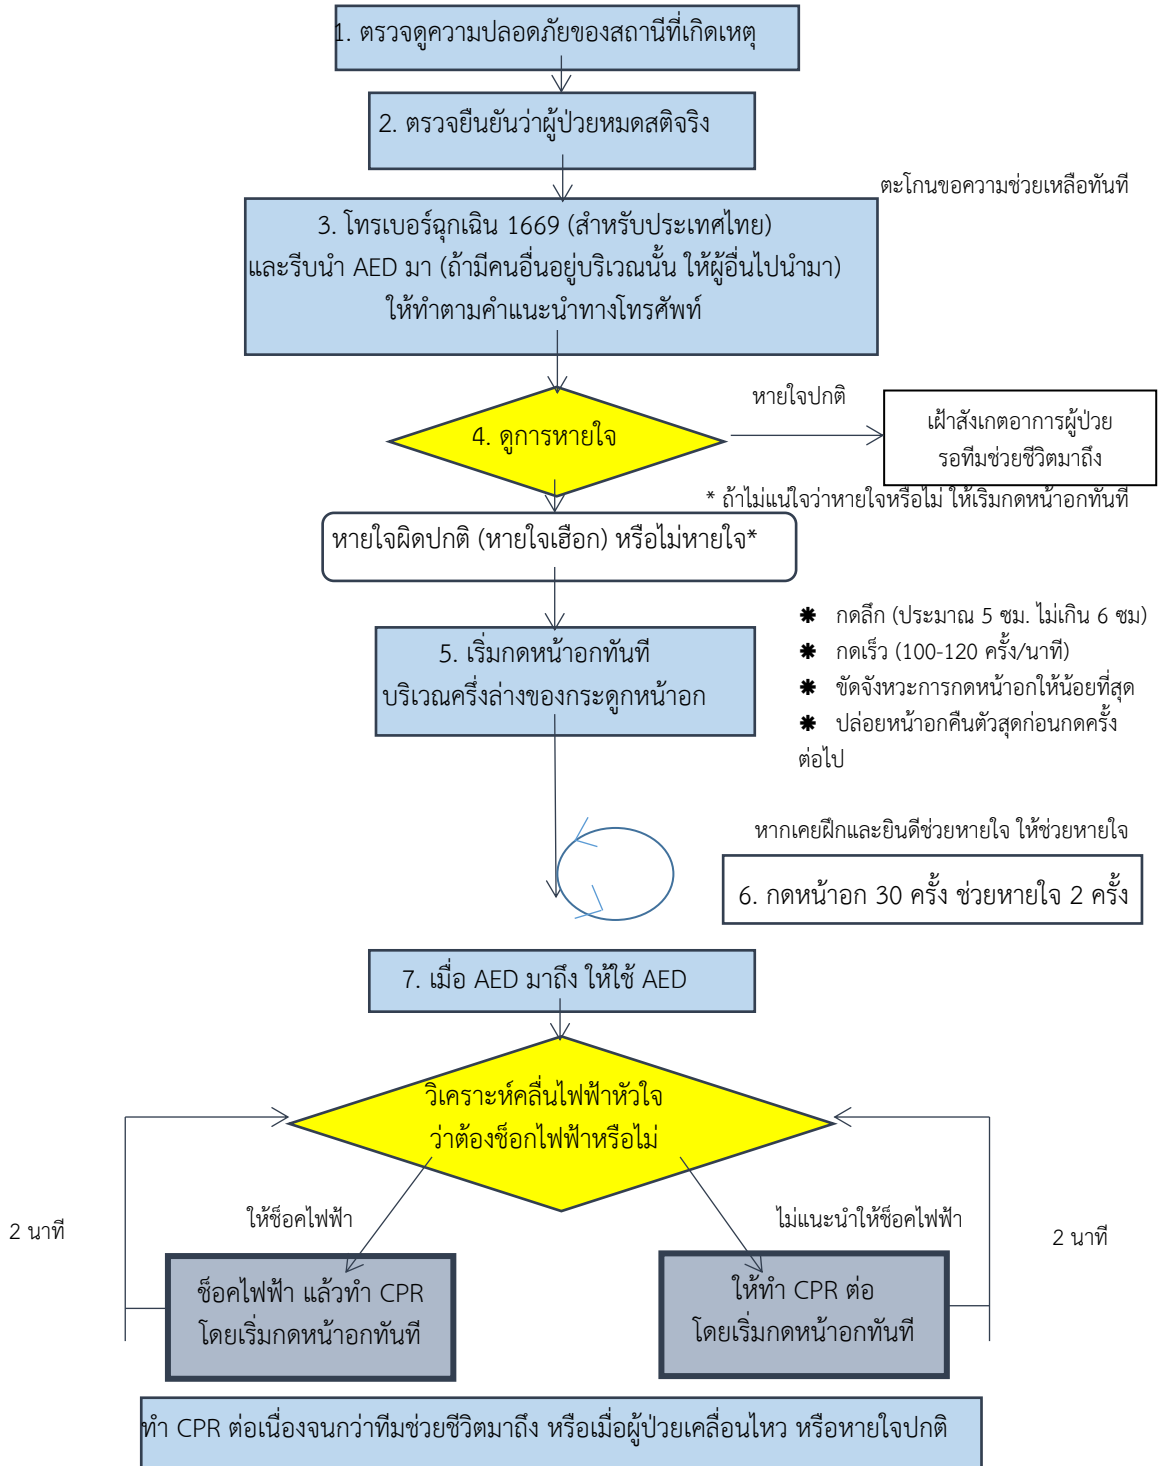 1. ตรวจดูความปลอดภัยของสถานีที่เกิดเหตุ
2. ตรวจยืนยันว่าผู้ป่วยหมดสติจริง
ตะโกนขอความช่วยเหลือทันที
3. โทรเบอร์ฉุกเฉิน 1669 (สำหรับประเทศไทย)
และรีบนำ AED มา (ถ้ามีคนอื่นอยู่บริเวณนั้น ให้ผู้อื่นไปนำมา)
ให้ทำตามคำแนะนำทางโทรศัพท์
หายใจปกติ
4. ดูการหายใจ
เฝ้าสังเกตอาการผู้ป่วย
รอทีมช่วยชีวิตมาถึง
* ถ้าไม่แน่ใจว่าหายใจหรือไม่ ให้เริ่มกดหน้าอกทันที
หายใจผิดปกติ (หายใจเฮือก) หรือไม่หายใจ*
5. เริ่มกดหน้าอกทันที
บริเวณครึ่งล่างของกระดูกหน้าอก
✱ กดลึก (ประมาณ 5 ซม. ไม่เกิน 6 ซม)
✱ กดเร็ว (100-120 ครั้ง/นาที)
✱ ขัดจังหวะการกดหน้าอกให้น้อยที่สุด
✱ ปล่อยหน้าอกคืนตัวสุดก่อนกดครั้ง
ต่อไป
หากเคยฝึกและยินดีช่วยหายใจ ให้ช่วยหายใจ
6. กดหน้าอก 30 ครั้ง ช่วยหายใจ 2 ครั้ง
7. เมื่อ AED มาถึง ให้ใช้ AED
วิเคราะห์คลื่นไฟฟ้าหัวใจ
ว่าต้องช็อกไฟฟ้าหรือไม่
ให้ช็อคไฟฟ้า
ไม่แนะนำให้ช็อคไฟฟ้า
2 นาที
2 นาที
ช็อคไฟฟ้า แล้วทำ CPR
โดยเริ่มกดหน้าอกทันที
ให้ทำ CPR ต่อ
โดยเริ่มกดหน้าอกทันที
ทำ CPR ต่อเนื่องจนกว่าทีมช่วยชีวิตมาถึง หรือเมื่อผู้ป่วยเคลื่อนไหว หรือหายใจปกติ